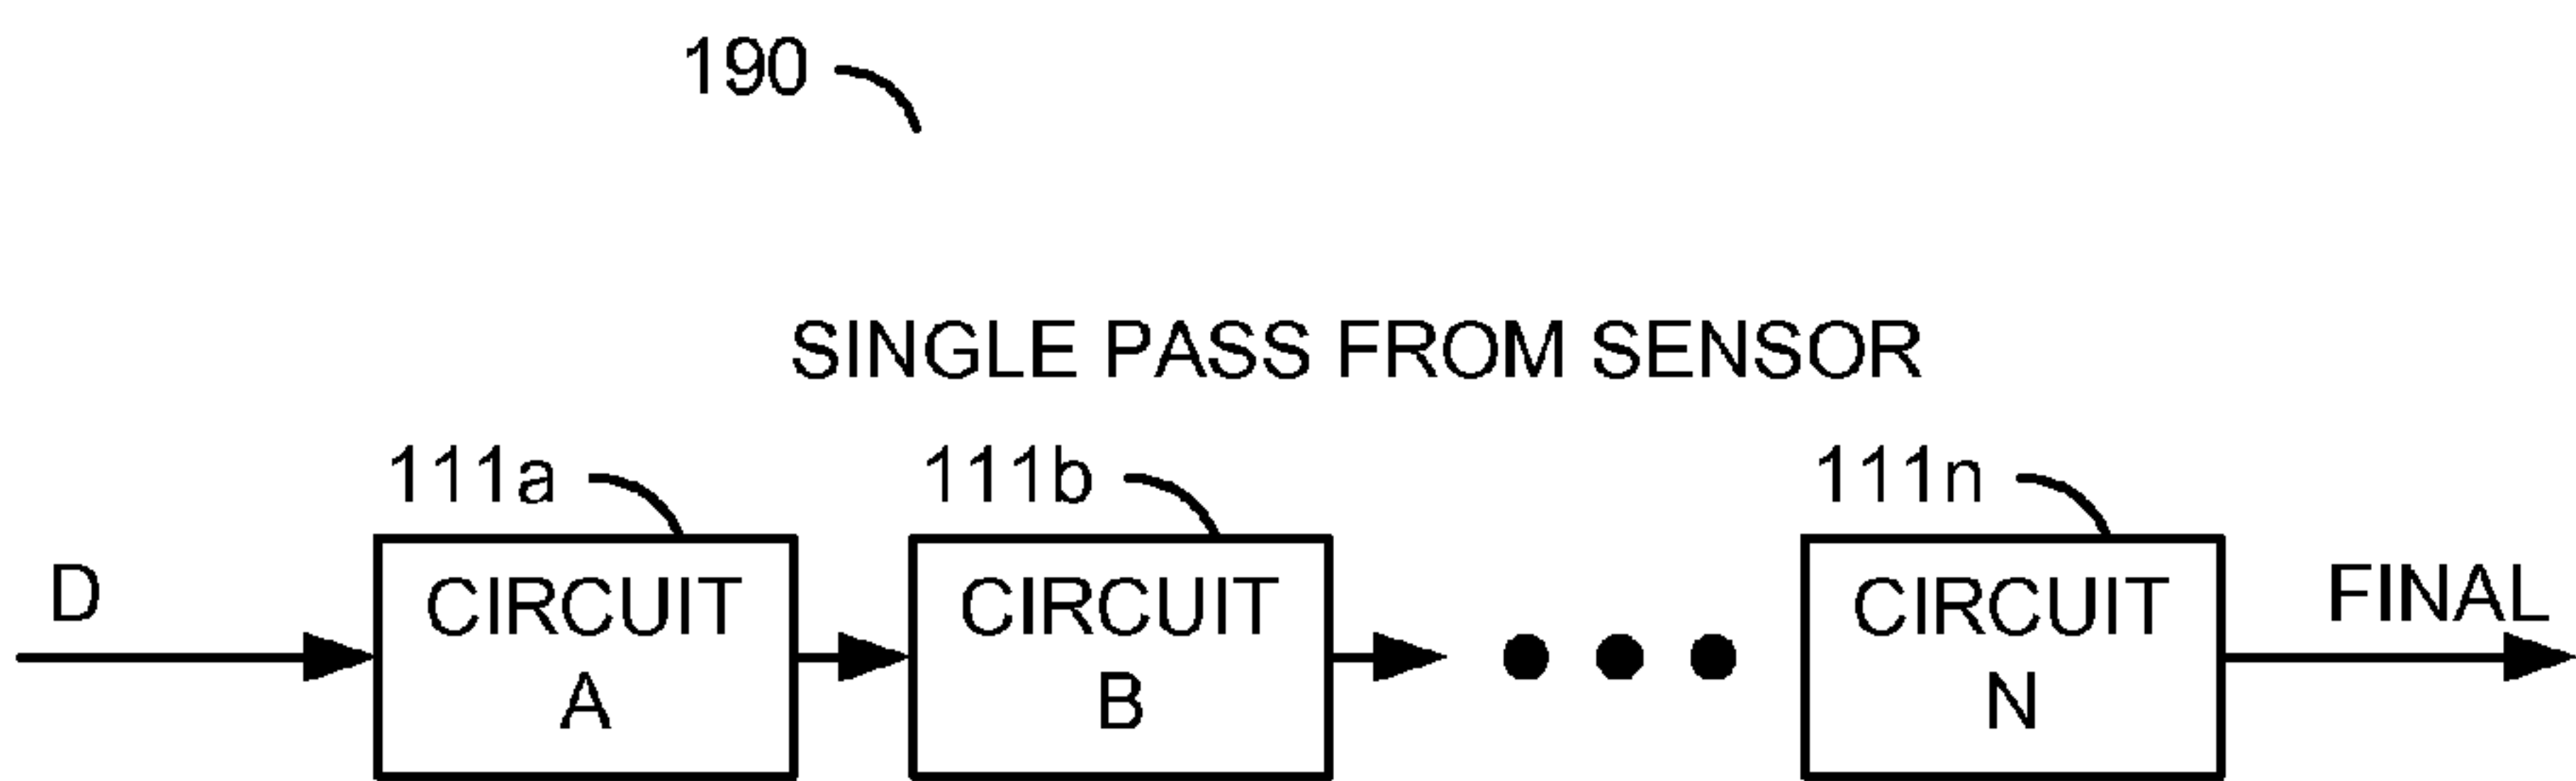 190
SINGLE PASS FROM SENSOR
111a
111b
111n
D
CIRCUIT
A
CIRCUIT
B
CIRCUIT
N
FINAL